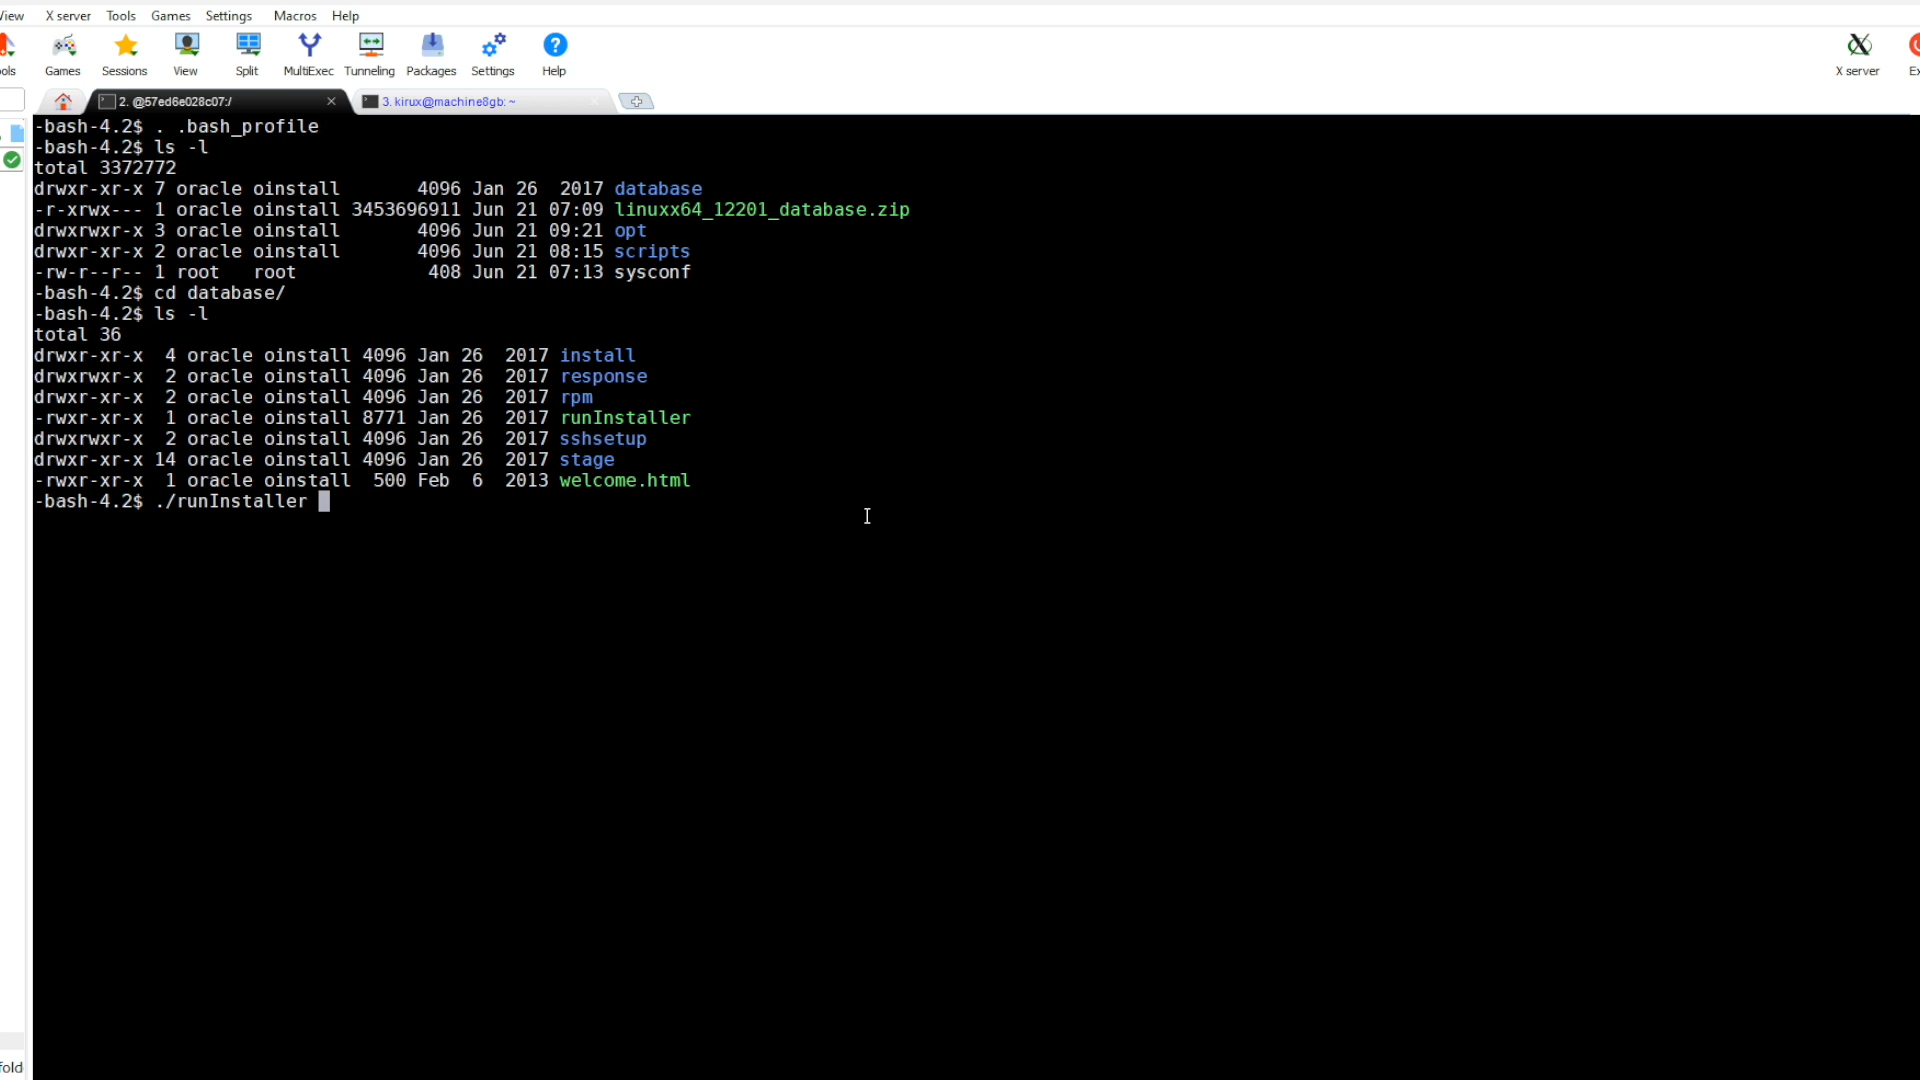 View X server Tools Games Settings Macros Help
Games Sessions View Split MultiExec Tunneling Packages Settings Help X server
2. @57ed6e028c07:/ 3. kirux@machine8gb: ~
-bash-4.2$ . .bash_profile
-bash-4.2$ ls -l
total 3372772
drwxr-xr-x 7 oracle oinstall 4096 Jan 26 2017 database
-r-xrwx--- 1 oracle oinstall 3453696911 Jun 21 07:09 linuxx64_12201_database.zip
drwxrwxr-x 3 oracle oinstall 4096 Jun 21 09:21 opt
drwxr-xr-x 2 oracle oinstall 4096 Jun 21 08:15 scripts
-rw-r--r-- 1 root root 408 Jun 21 07:13 sysconf
-bash-4.2$ cd database/
-bash-4.2$ ls -l
total 36
drwxr-xr-x 4 oracle oinstall 4096 Jan 26 2017 install
drwxrwxr-x 2 oracle oinstall 4096 Jan 26 2017 response
drwxr-xr-x 2 oracle oinstall 4096 Jan 26 2017 rpm
-rwxr-xr-x 1 oracle oinstall 8771 Jan 26 2017 runInstaller
drwxrwxr-x 2 oracle oinstall 4096 Jan 26 2017 sshsetup
drwxr-xr-x 14 oracle oinstall 4096 Jan 26 2017 stage
-rwxr-xr-x 1 oracle oinstall 500 Feb 6 2013 welcome.html
-bash-4.2$ ./runInstaller
fold